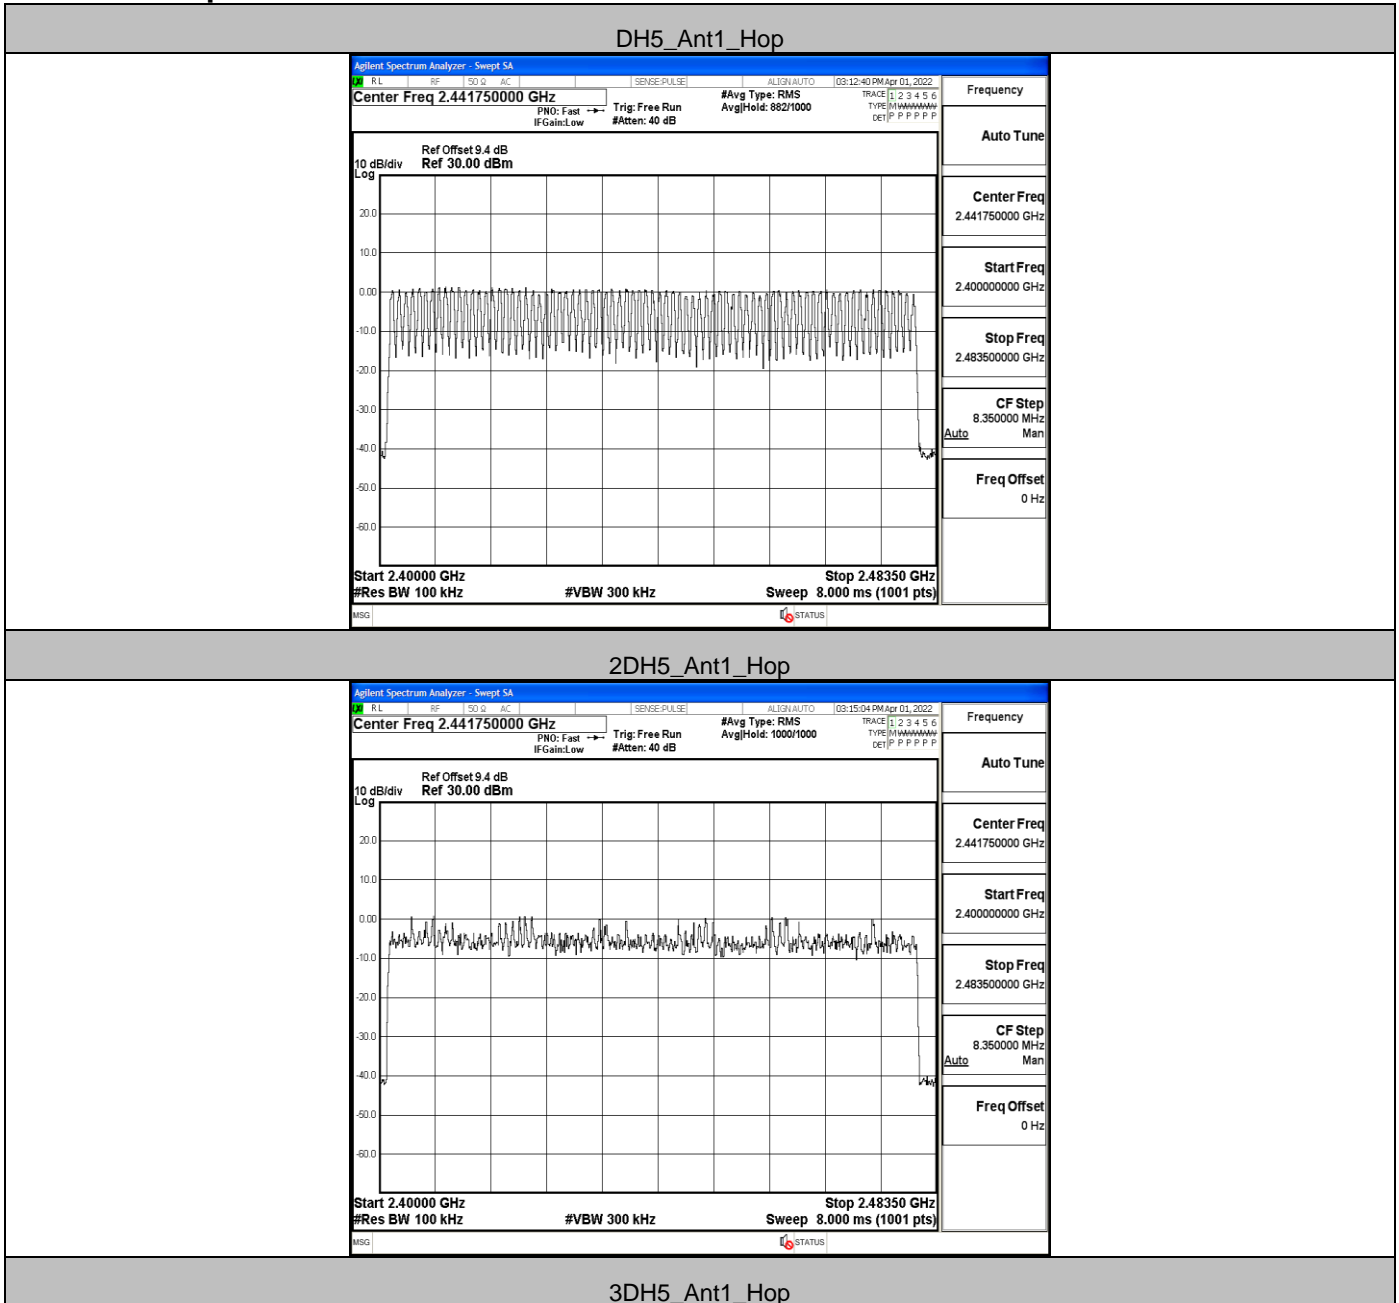 DH5_Ant1_Hop
Agilent Spectrum Analyzer - Swept SA
RL RF 50 Ω AC SENSE:PULSE ALIGN AUTO 03:12:40 PM Apr 01, 2022
Center Freq 2.441750000 GHz #Avg Type: RMS TRACE 1 2 3 4 5 6
PNO: Fast Trig: Free Run Avg|Hold: 882/1000 TYPE M
IFGain:Low #Atten: 40 dB DET P P P P P P
Frequency
Auto Tune
Ref Offset 9.4 dB
10 dB/div Ref 30.00 dBm
Log
20.0
10.0
0.00
-10.0
-20.0
-30.0
-40.0
-50.0
-60.0
Center Freq
2.441750000 GHz
Start Freq
2.400000000 GHz
Stop Freq
2.483500000 GHz
CF Step
8.350000 MHz
Auto Man
Freq Offset
0 Hz
Start 2.40000 GHz Stop 2.48350 GHz
#Res BW 100 kHz #VBW 300 kHz Sweep 8.000 ms (1001 pts)
MSG STATUS
2DH5_Ant1_Hop
Agilent Spectrum Analyzer - Swept SA
RL RF 50 Ω AC SENSE:PULSE ALIGN AUTO 03:15:04 PM Apr 01, 2022
Center Freq 2.441750000 GHz #Avg Type: RMS TRACE 1 2 3 4 5 6
PNO: Fast Trig: Free Run Avg|Hold: 1000/1000 TYPE M
IFGain:Low #Atten: 40 dB DET P P P P P P
Frequency
Auto Tune
Ref Offset 9.4 dB
10 dB/div Ref 30.00 dBm
Log
20.0
10.0
0.00
-10.0
-20.0
-30.0
-40.0
-50.0
-60.0
Center Freq
2.441750000 GHz
Start Freq
2.400000000 GHz
Stop Freq
2.483500000 GHz
CF Step
8.350000 MHz
Auto Man
Freq Offset
0 Hz
Start 2.40000 GHz Stop 2.48350 GHz
#Res BW 100 kHz #VBW 300 kHz Sweep 8.000 ms (1001 pts)
MSG STATUS
3DH5_Ant1_Hop